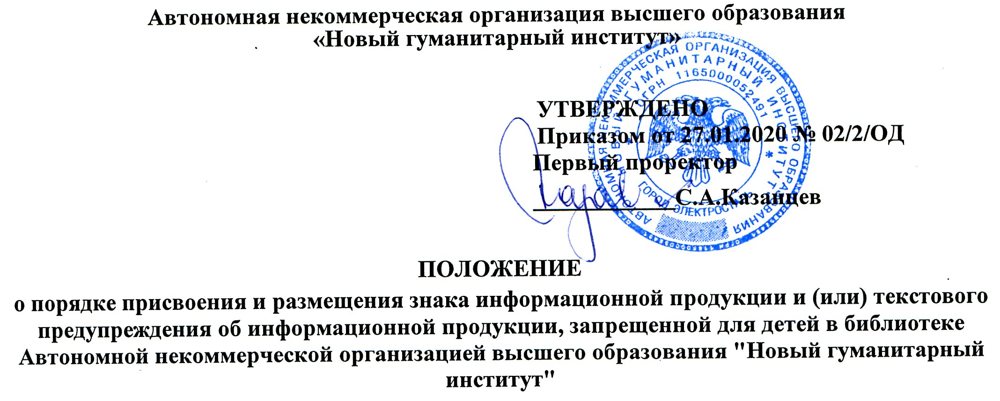 Автономная некоммерческая организация высшего образования
«Новый гуманитарный институт»
УТВЕРЖДЕНО
Приказом от 27.01.2020 № 02/2/ОД
Первый проректор
С.А.Казанцев
АВТОНОМНАЯ НЕКОММЕРЧЕСКАЯ ОРГАНИЗАЦИЯ ВЫСШЕГО ОБРАЗОВАНИЯ
НОВЫЙ ГУМАНИТАРНЫЙ ИНСТИТУТ
ОГРН 1165000052491
ГОРОД ЭЛЕКТРОСТАЛЬ
ПОЛОЖЕНИЕ
о порядке присвоения и размещения знака информационной продукции и (или) текстового
предупреждения об информационной продукции, запрещенной для детей в библиотеке
Автономной некоммерческой организацией высшего образования "Новый гуманитарный
институт"